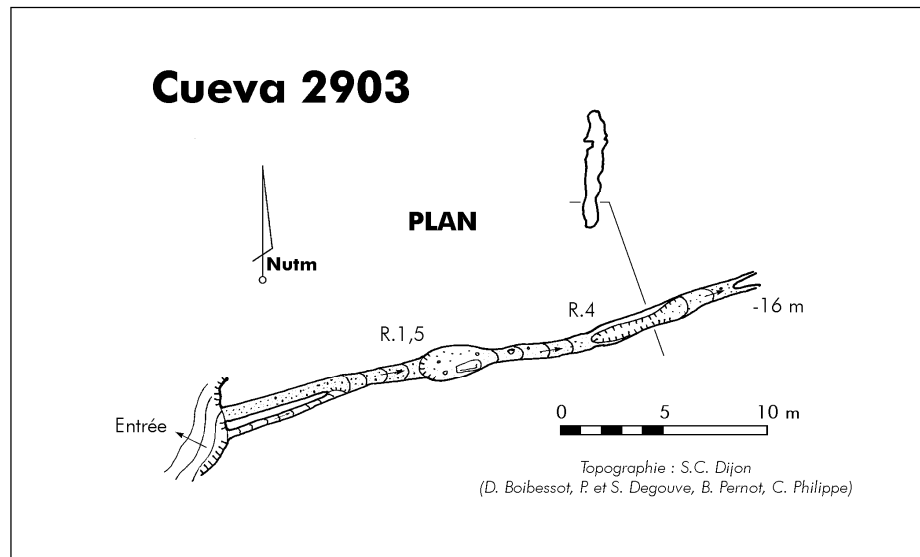 Cueva 2903
PLAN
Nutm
R.4
-16 m
R.1,5
Entrée
0 5 10 m
Topographie : S.C. Dijon
(D. Boibessot, P. et S. Degouve, B. Pernot, C. Philippe)